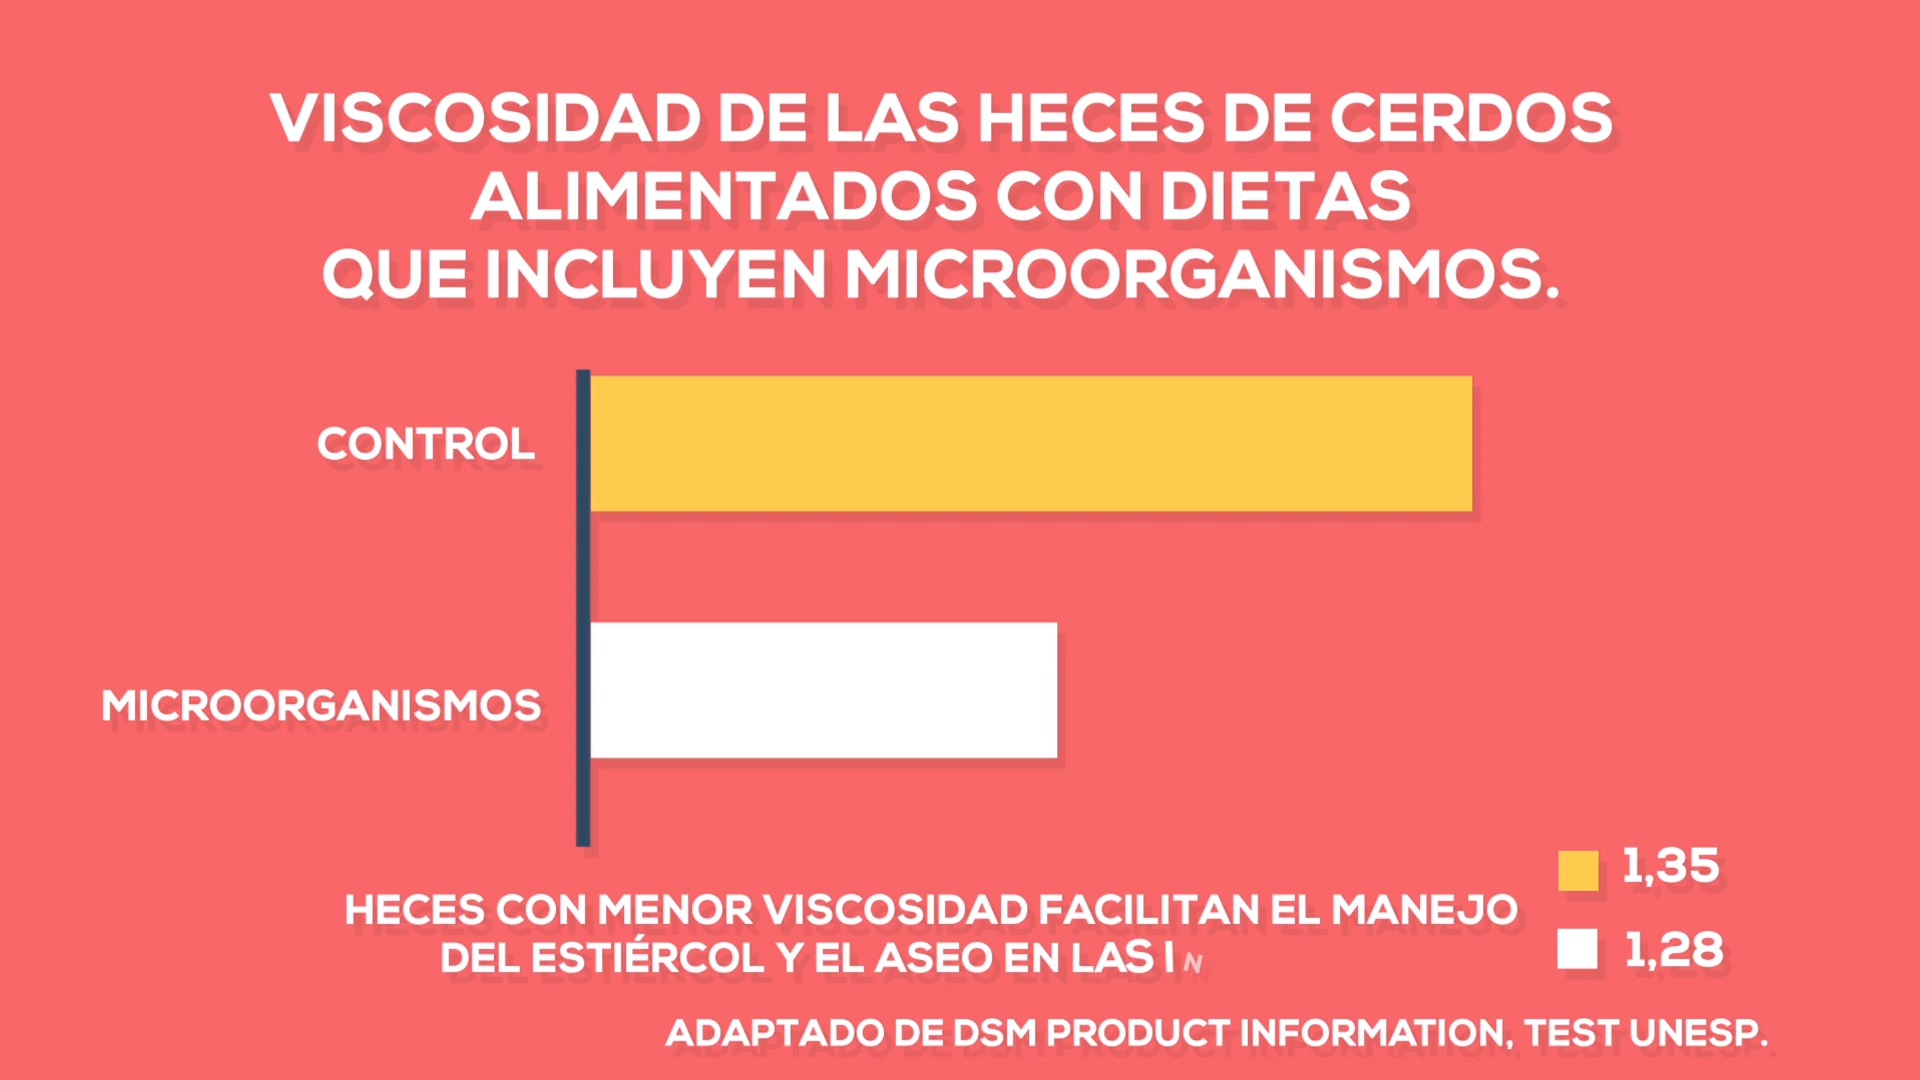 VISCOSIDAD DE LAS HECES DE CERDOS
ALIMENTADOS CON DIETAS
QUE INCLUYEN MICROORGANISMOS.
CONTROL
MICROORGANISMOS
1,35
1,28
HECES CON MENOR VISCOSIDAD FACILITAN EL MANEJO
DEL ESTIÉRCOL Y EL ASEO EN LAS IN
ADAPTADO DE DSM PRODUCT INFORMATION, TEST UNESP.